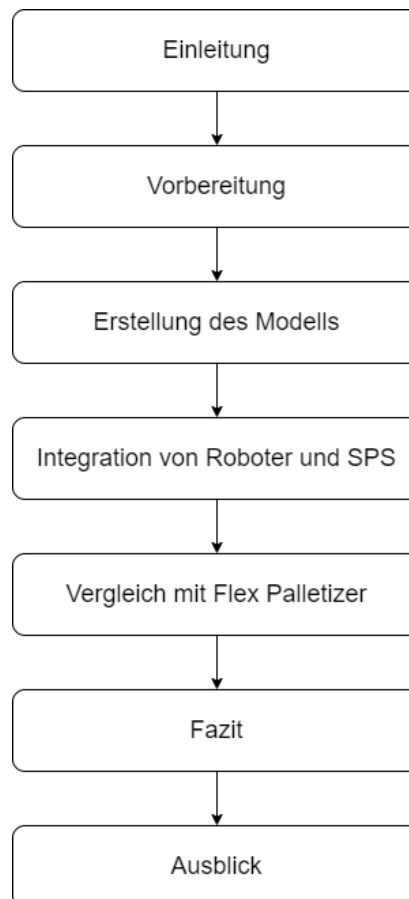 Einleitung
Vorbereitung
Erstellung des Modells
Integration von Roboter und SPS
Vergleich mit Flex Palletizer
Fazit
Ausblick